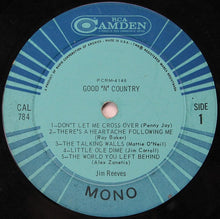 RCA
CAMDEN
PCRM-4148
GOOD "N" COUNTRY
CAL
784
SIDE
1
1-DON'T LET ME CROSS OVER (Penny Jay)
2-THERE'S A HEARTACHE FOLLOWING ME
(Ray Baker)
3-THE TALKING WALLS (Mattie O'Neil)
4-LITTLE OLE DIME (Jim Carroll)
5-THE WORLD YOU LEFT BEHIND
(Alex Zanetis)
Jim Reeves
MONO